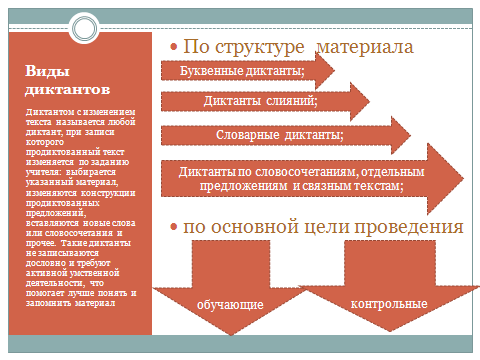 Виды
диктантов
Диктантом с изменением
текста называется любой
диктант, при записи
которого
продиктованный текст
изменяется по заданию
учителя: выбирается
указанный материал,
изменяются конструкции
продиктованных
предложений,
вставляются новые слова
или словосочетания и
прочее. Такие диктанты
не записываются
дословно и требуют
активной умственной
деятельности, что
помогает лучше понять и
запомнить материал
• По структуре материала
Буквенные диктанты;
Диктанты слияний;
Словарные диктанты;
Диктанты по словосочетаниям, отдельным
предложениям и связным текстам;
• по основной цели проведения
обучающие
контрольные